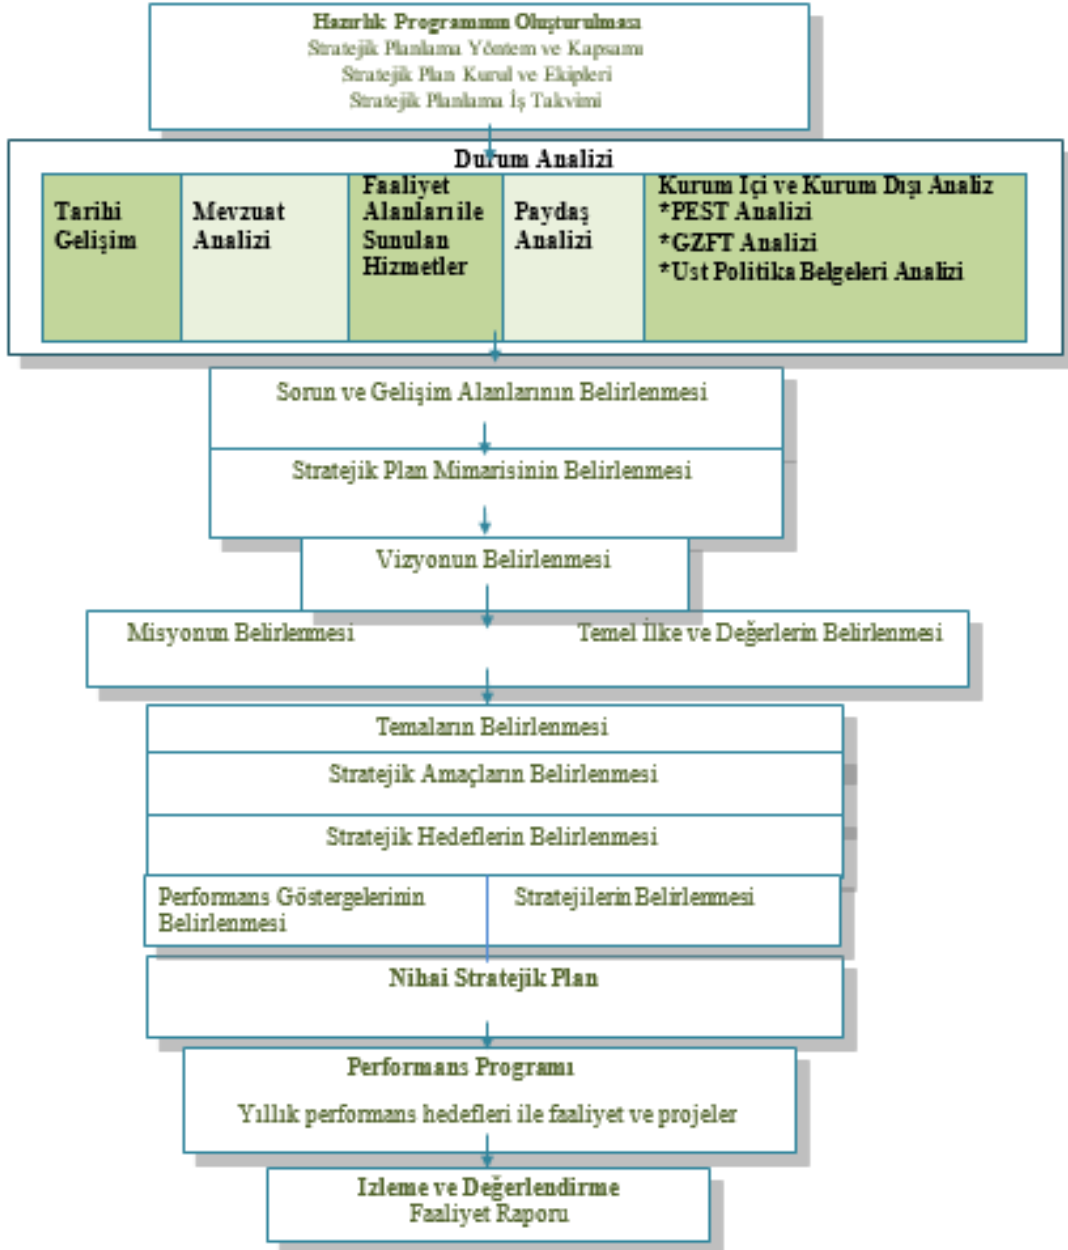 Hazırlık Programının Oluşturulması
Stratejik Planlama Yöntem ve Kapsamı
Stratejik Plan Kurul ve Ekipleri
Stratejik Planlama İş Takvimi
Durum Analizi
Tarihi
Gelişim
Mevzuat
Analizi
Faaliyet
Alanları ile
Sunulan
Hizmetler
Paydaş
Analizi
Kurum Içi ve Kurum Dışı Analiz
*PEST Analizi
*GZFT Analizi
*Ust Politika Belgeleri Analizi
Sorun ve Gelişim Alanlarının Belirlenmesi
Stratejik Plan Mimarisinin Belirlenmesi
Vizyonun Belirlenmesi
Misyonun Belirlenmesi
Temel İlke ve Değerlerin Belirlenmesi
Temaların Belirlenmesi
Stratejik Amaçların Belirlenmesi
Stratejik Hedeflerin Belirlenmesi
Performans Göstergelerinin
Belirlenmesi
Stratejilerin Belirlenmesi
Nihai Stratejik Plan
Performans Programı
Yıllık performans hedefleri ile faaliyet ve projeler
Izleme ve Değerlendirme
Faaliyet Raporu